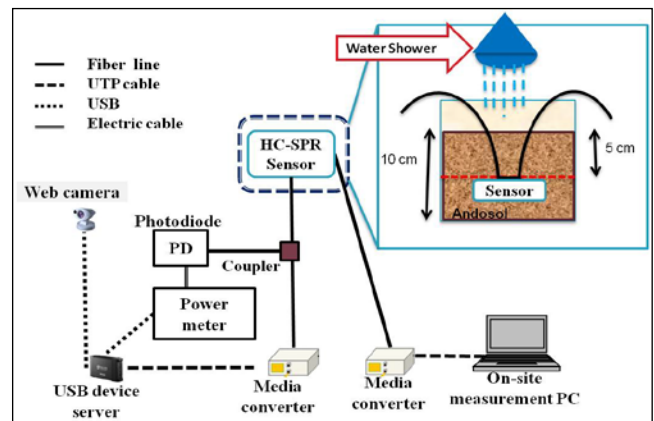 Fiber line
UTP cable
USB
Electric cable
Water Shower
HC-SPR
Sensor
10 cm
5 cm
Sensor
Andosol
Web camera
Photodiode
PD
Coupler
Power
meter
USB device
server
Media
converter
Media
converter
On-site
measurement PC